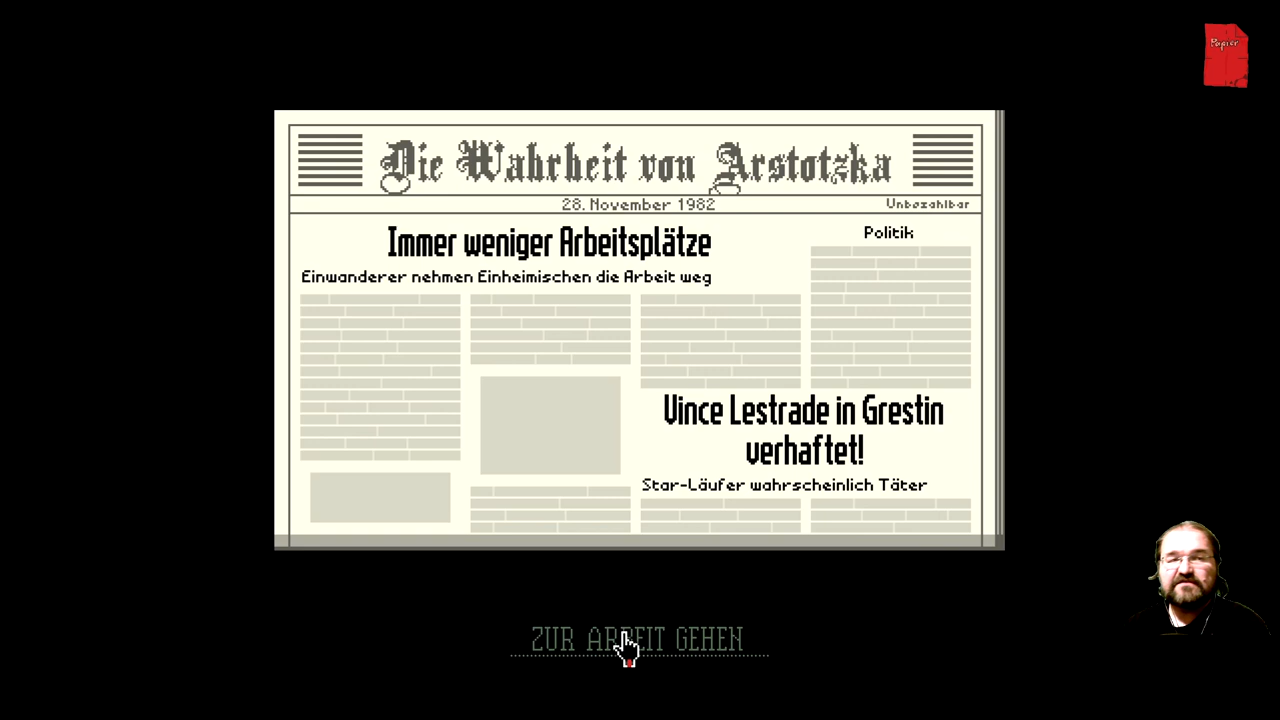 Papier
Die Wahrheit von Arstotzka
28. November 1982
Unbezahlbar
Immer weniger Arbeitsplätze
Einwanderer nehmen Einheimischen die Arbeit weg
Politik
Vince Lestrade in Grestin
verhaftet!
Star-Läufer wahrscheinlich Täter
ZUR ARBEIT GEHEN